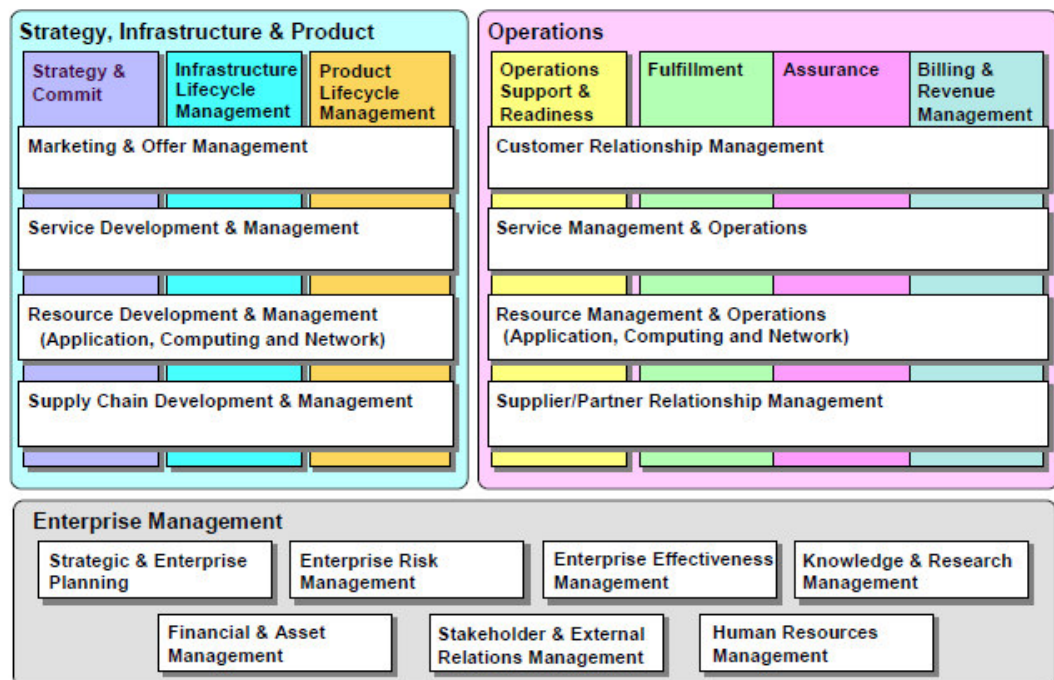 Strategy, Infrastructure & Product
Strategy &
Commit
Infrastructure
Lifecycle
Management
Product
Lifecycle
Management
Marketing & Offer Management
Service Development & Management
Resource Development & Management
(Application, Computing and Network)
Supply Chain Development & Management
Operations
Operations
Support &
Readiness
Fulfillment
Assurance
Billing &
Revenue
Management
Customer Relationship Management
Service Management & Operations
Resource Management & Operations
(Application, Computing and Network)
Supplier/Partner Relationship Management
Enterprise Management
Strategic & Enterprise
Planning
Enterprise Risk
Management
Enterprise Effectiveness
Management
Knowledge & Research
Management
Financial & Asset
Management
Stakeholder & External
Relations Management
Human Resources
Management